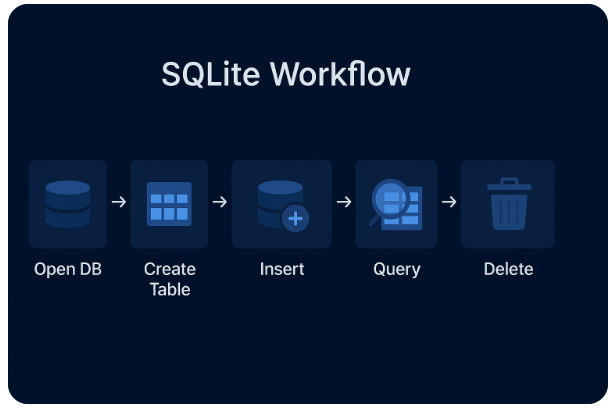 SQLite Workflow
Open DB
Create
Table
Insert
Query
Delete